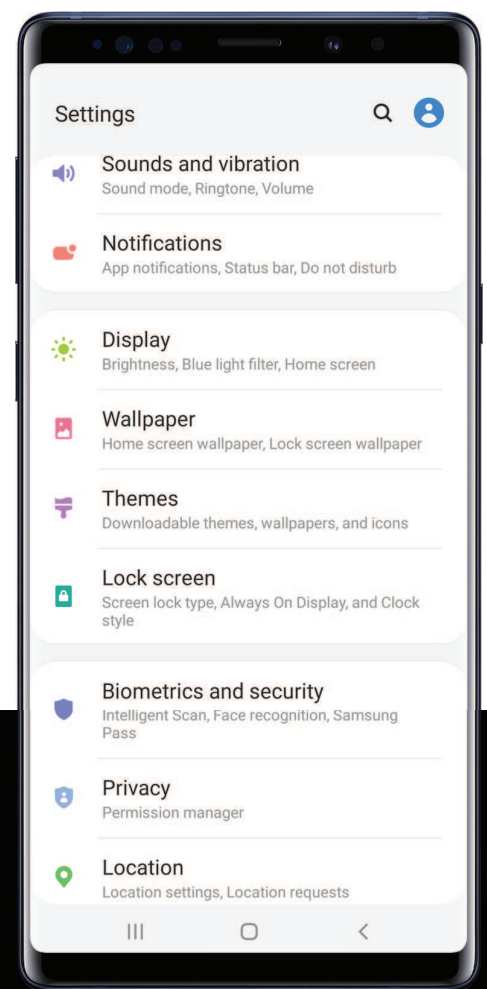 Settings
Sounds and vibration
Sound mode, Ringtone, Volume
Notifications
App notifications, Status bar, Do not disturb
Display
Brightness, Blue light filter, Home screen
Wallpaper
Home screen wallpaper, Lock screen wallpaper
Themes
Downloadable themes, wallpapers, and icons
Lock screen
Screen lock type, Always On Display, and Clock
style
Biometrics and security
Intelligent Scan, Face recognition, Samsung
Pass
Privacy
Permission manager
Location
Location settings, Location requests